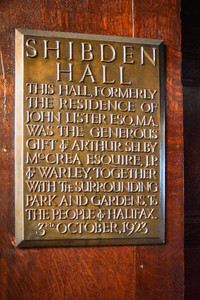 SHIBDEN
HALL
THIS HALL, FORMERLY
THE RESIDENCE OF
JOHN LISTER ESQ., M.A.
WAS THE GENEROUS
GIFT of ARTHUR SELBY
McCREA ESQUIRE, J.P.
of WARLEY, TOGETHER
WITH THE SURROUNDING
PARK AND GARDENS, TO
THE PEOPLE of HALIFAX.
3RD OCTOBER, 1923